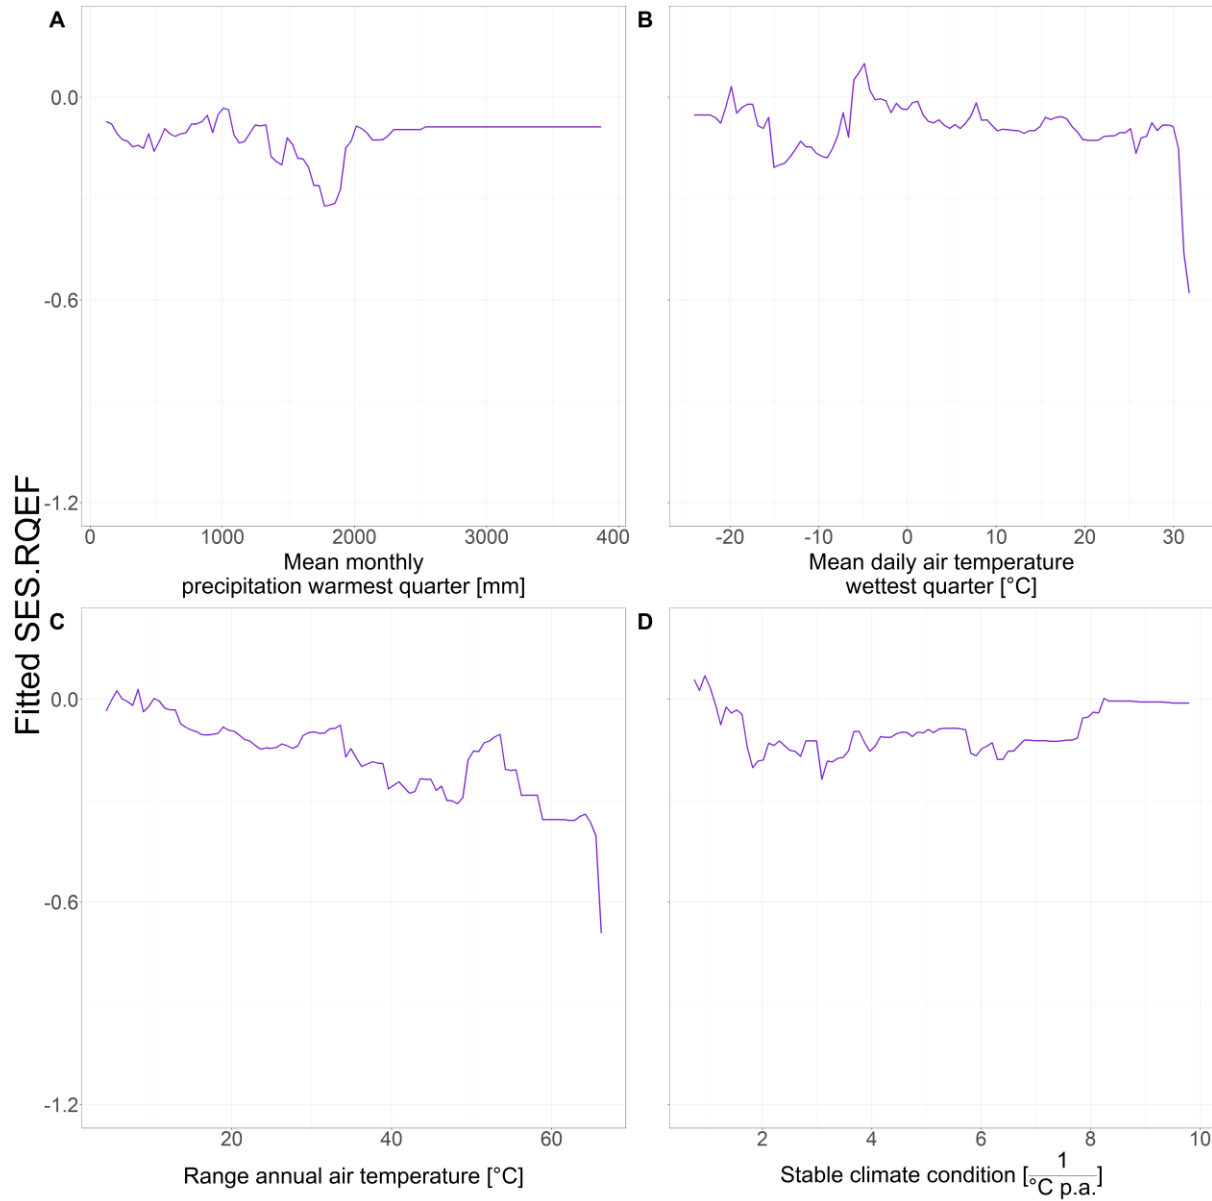 A
B
0.0
-0.6
-1.2
0
1000
2000
3000
400
-20
-10
0
10
20
30
Mean monthly
precipitation warmest quarter [mm]
Mean daily air temperature
wettest quarter [°C]
Fitted SES.RQEF
C
D
0.0
-0.6
-1.2
20
40
60
2
4
6
8
10
Range annual air temperature [°C]
Stable climate condition [1/°C p.a.]